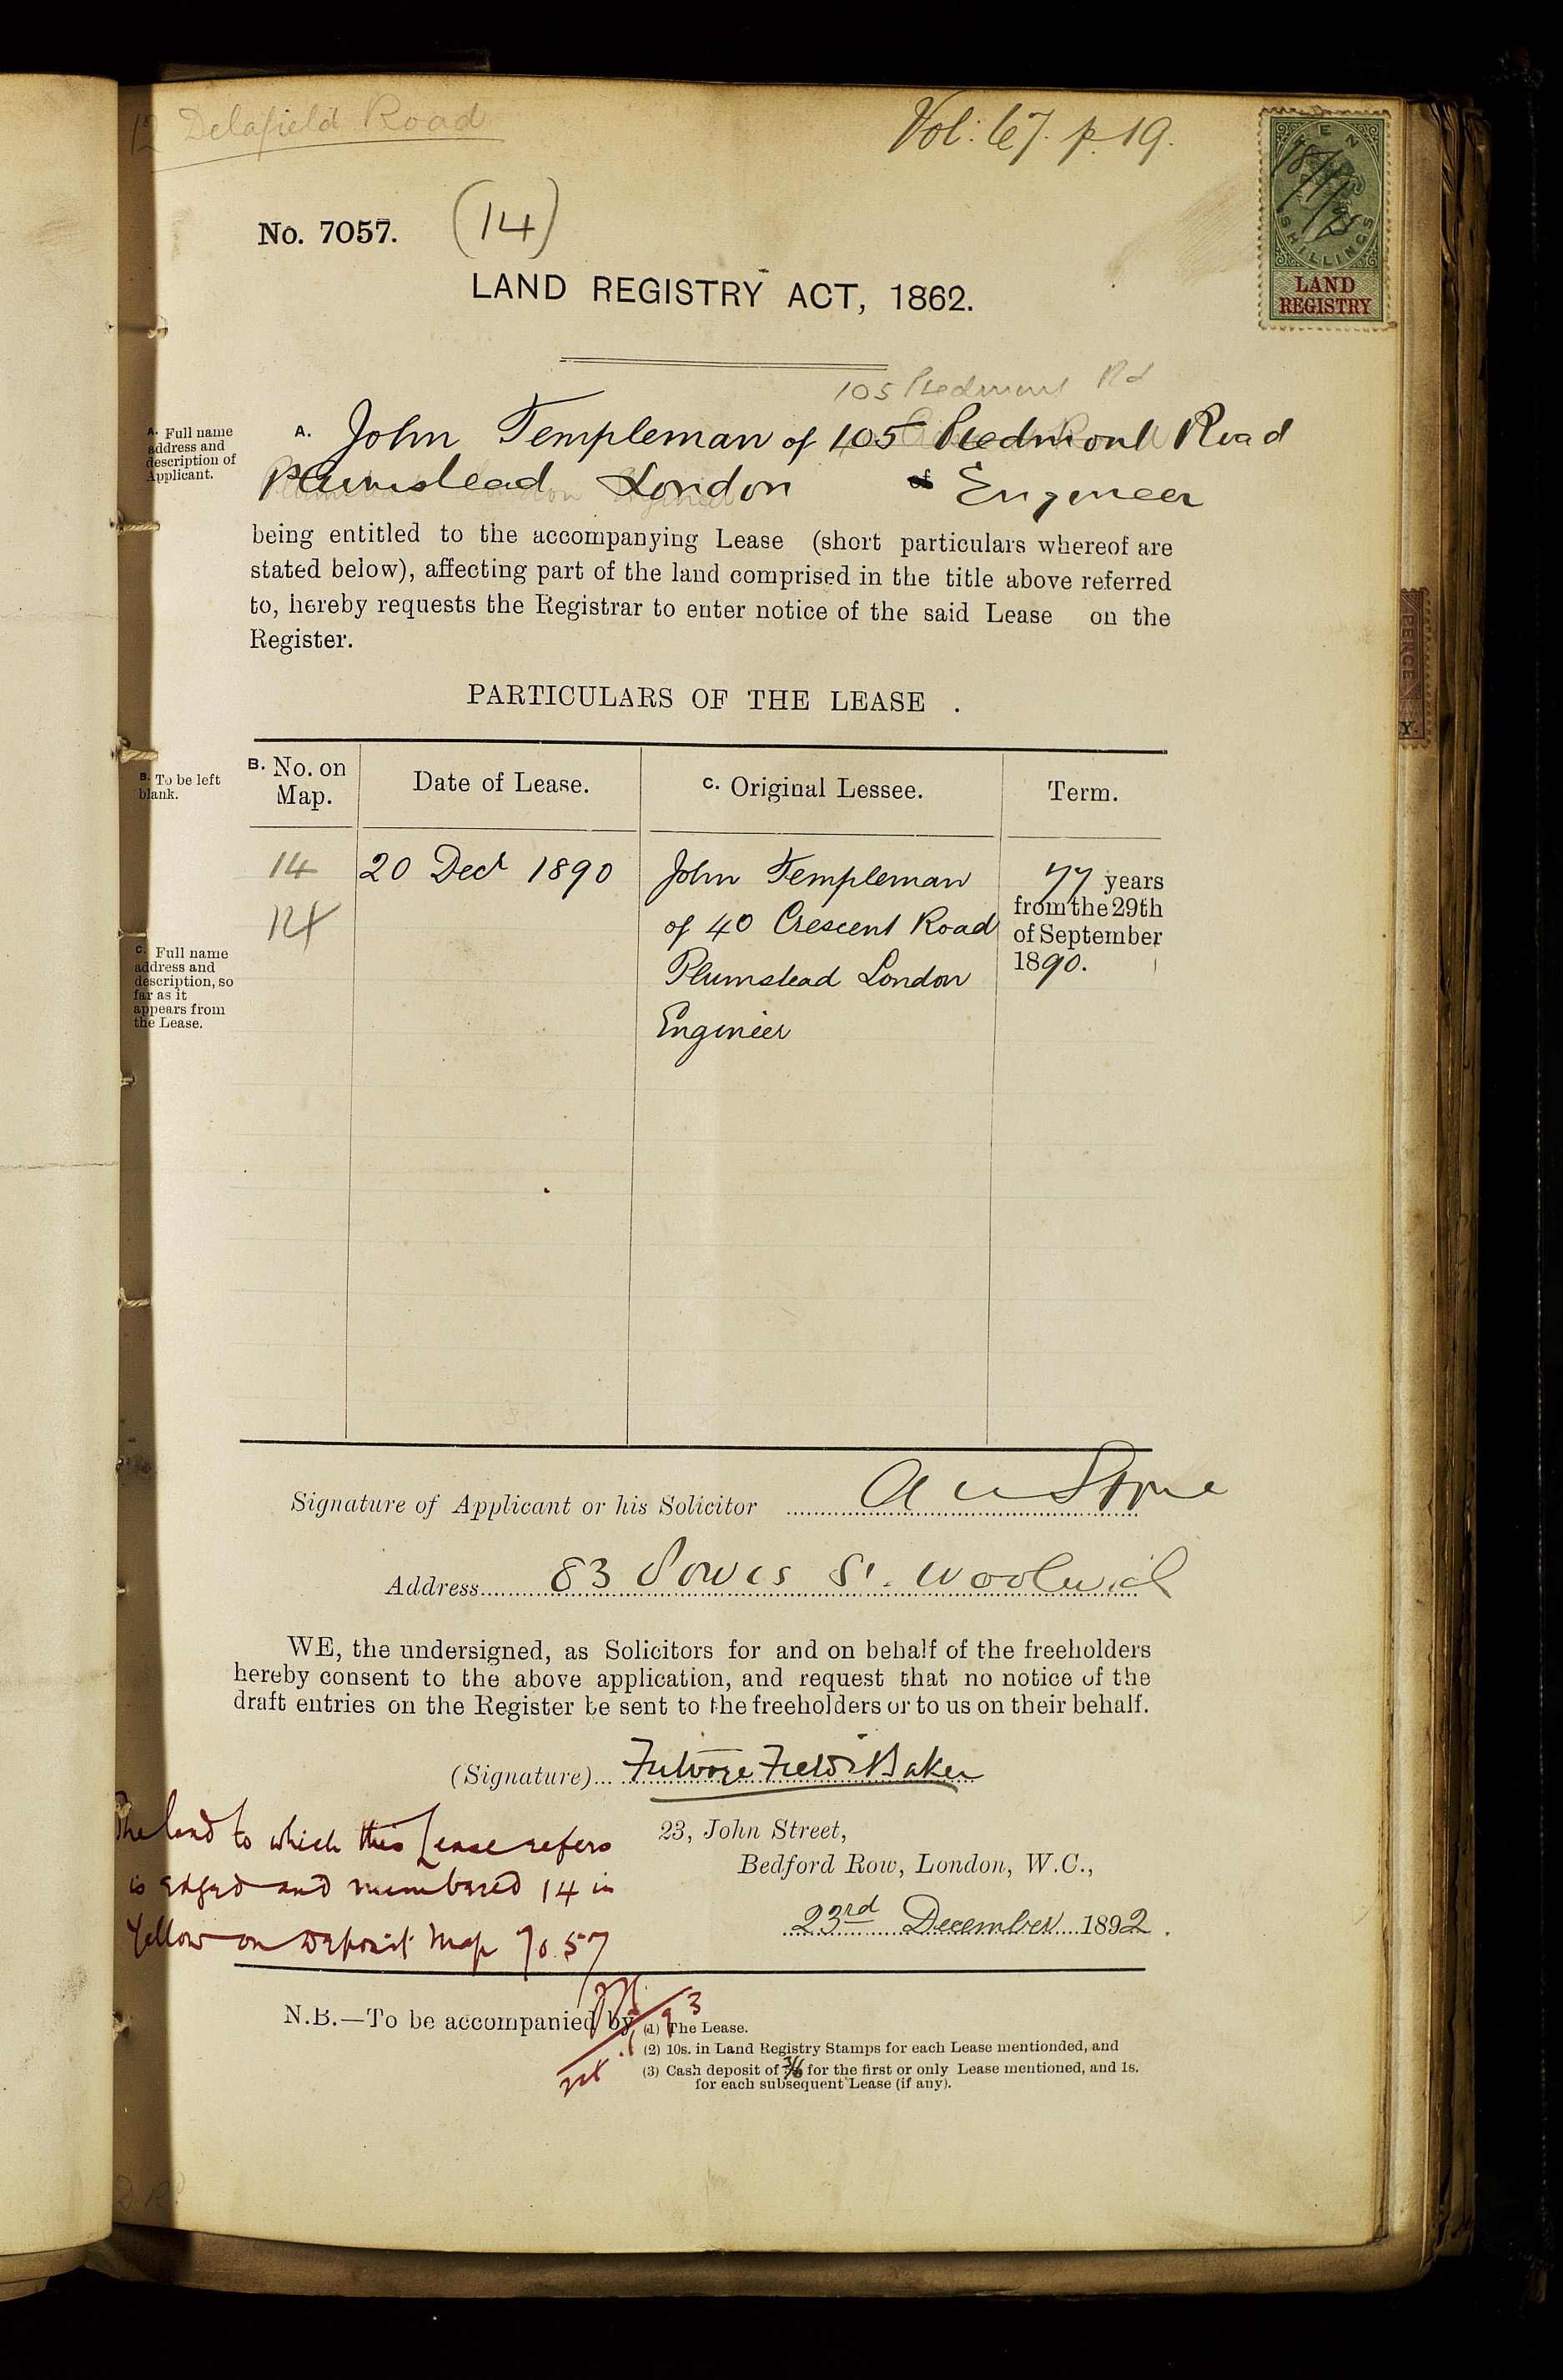 12 Delafield Road
Vol: 67. p. 19.
TEN
SHILLINGS
LAND
REGISTRY
No. 7057. (14)
LAND REGISTRY ACT, 1862.
105 Piedmont Rd
A. Full name
address and
description of
Applicant.
A. John Templeman of 105 Piedmont Road
Plumstead London of Engineer
being entitled to the accompanying Lease (short particulars whereof are
stated below), affecting part of the land comprised in the title above referred
to, hereby requests the Registrar to enter notice of the said Lease on the
Register.
PENCE
Y.
PARTICULARS OF THE LEASE .
B. To be left
blank.
B. No. on
Map.
Date of Lease.
C. Original Lessee.
Term.
14
14
20 Decr 1890
John Templeman
of 40 Crescent Road
Plumstead London
Engineer
77 years
from the 29th
of September
1890.
C. Full name
address and
description, so
far as it
appears from
the Lease.
Signature of Applicant or his Solicitor
Address 83 Powis St. Woolwich
WE, the undersigned, as Solicitors for and on behalf of the freeholders
hereby consent to the above application, and request that no notice of the
draft entries on the Register be sent to the freeholders or to us on their behalf.
(Signature) Baker
23, John Street,
Bedford Row, London, W.C.,
23rd December 1892.
The land to which this Lease refers
is edged and numbered 14 in
Yellow on Deposit Map 7057
N.B.—To be accompanied by (1) The Lease.
(2) 10s. in Land Registry Stamps for each Lease mentionded, and
(3) Cash deposit of 3/6 for the first or only Lease mentioned, and 1s.
for each subsequent Lease (if any).